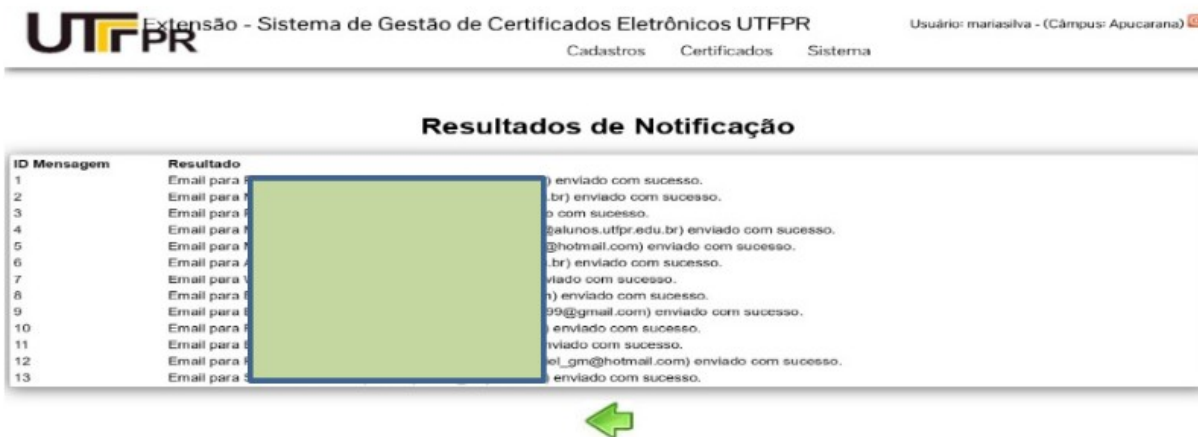 UTFPR
Extensão - Sistema de Gestão de Certificados Eletrônicos UTFPR
Usuário: mariasilva - (Câmpus: Apucarana)
Cadastros Certificados Sistema
Resultados de Notificação
ID Mensagem Resultado
1 Email para ) enviado com sucesso.
2 Email para .br) enviado com sucesso.
3 Email para com sucesso.
4 Email para @alunos.utfpr.edu.br) enviado com sucesso.
5 Email para @hotmail.com) enviado com sucesso.
6 Email para .br) enviado com sucesso.
7 Email para com sucesso.
8 Email para ) enviado com sucesso.
9 Email para 99@gmail.com) enviado com sucesso.
10 Email para enviado com sucesso.
11 Email para com sucesso.
12 Email para iel_gm@hotmail.com) enviado com sucesso.
13 Email para enviado com sucesso.